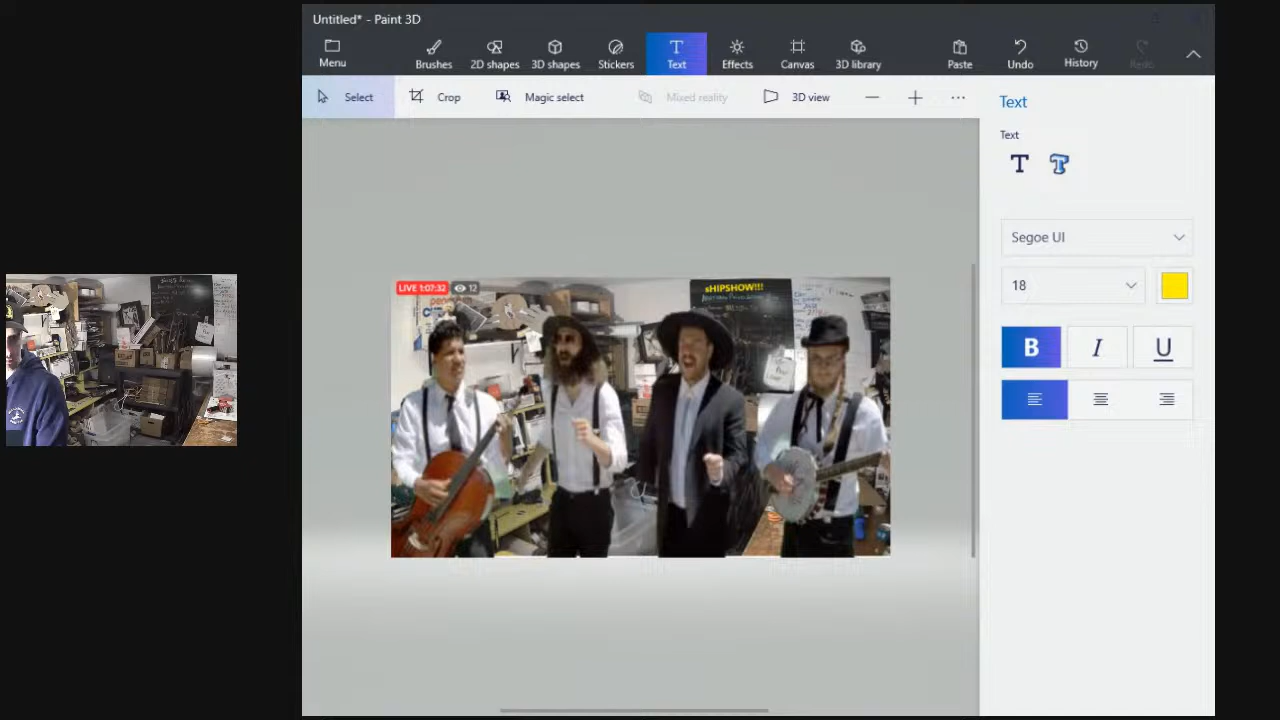 Untitled* - Paint 3D
Menu
Brushes
2D shapes
3D shapes
Stickers
Text
Effects
Canvas
3D library
Paste
Undo
History
Redo
Select
Crop
Magic select
Mixed reality
3D view
Text
Text
Segoe UI
18
B
I
U
LIVE 1:07:32
12
sHIPSHOW!!!